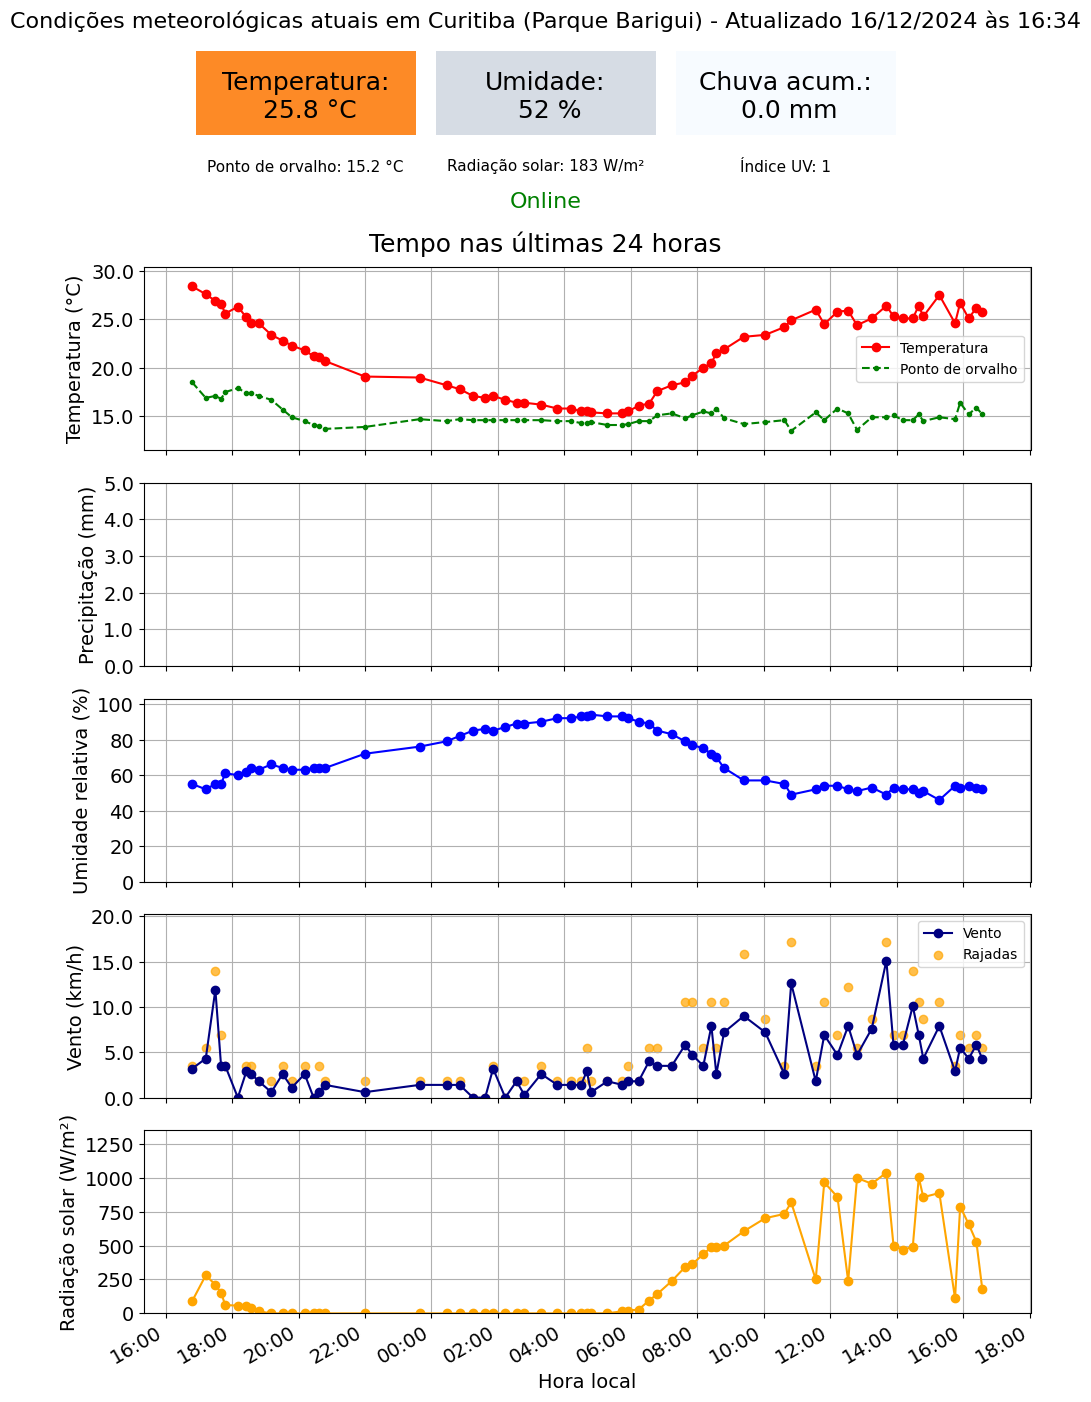 Condições meteorológicas atuais em Curitiba (Parque Barigui) - Atualizado 16/12/2024 às 16:34
Temperatura:
25.8 °C
Umidade:
52 %
Chuva acum.:
0.0 mm
Ponto de orvalho: 15.2 °C
Radiação solar: 183 W/m²
Índice UV: 1
Online
Tempo nas últimas 24 horas
Temperatura (°C)
30.0
25.0
20.0
15.0
Temperatura
Ponto de orvalho
Precipitação (mm)
5.0
4.0
3.0
2.0
1.0
0.0
Umidade relativa (%)
100
80
60
40
20
0
Vento (km/h)
20.0
15.0
10.0
5.0
0.0
Vento
Rajadas
Radiação solar (W/m²)
1250
1000
750
500
250
0
16:00
18:00
20:00
22:00
00:00
02:00
04:00
06:00
08:00
10:00
12:00
14:00
16:00
18:00
Hora local